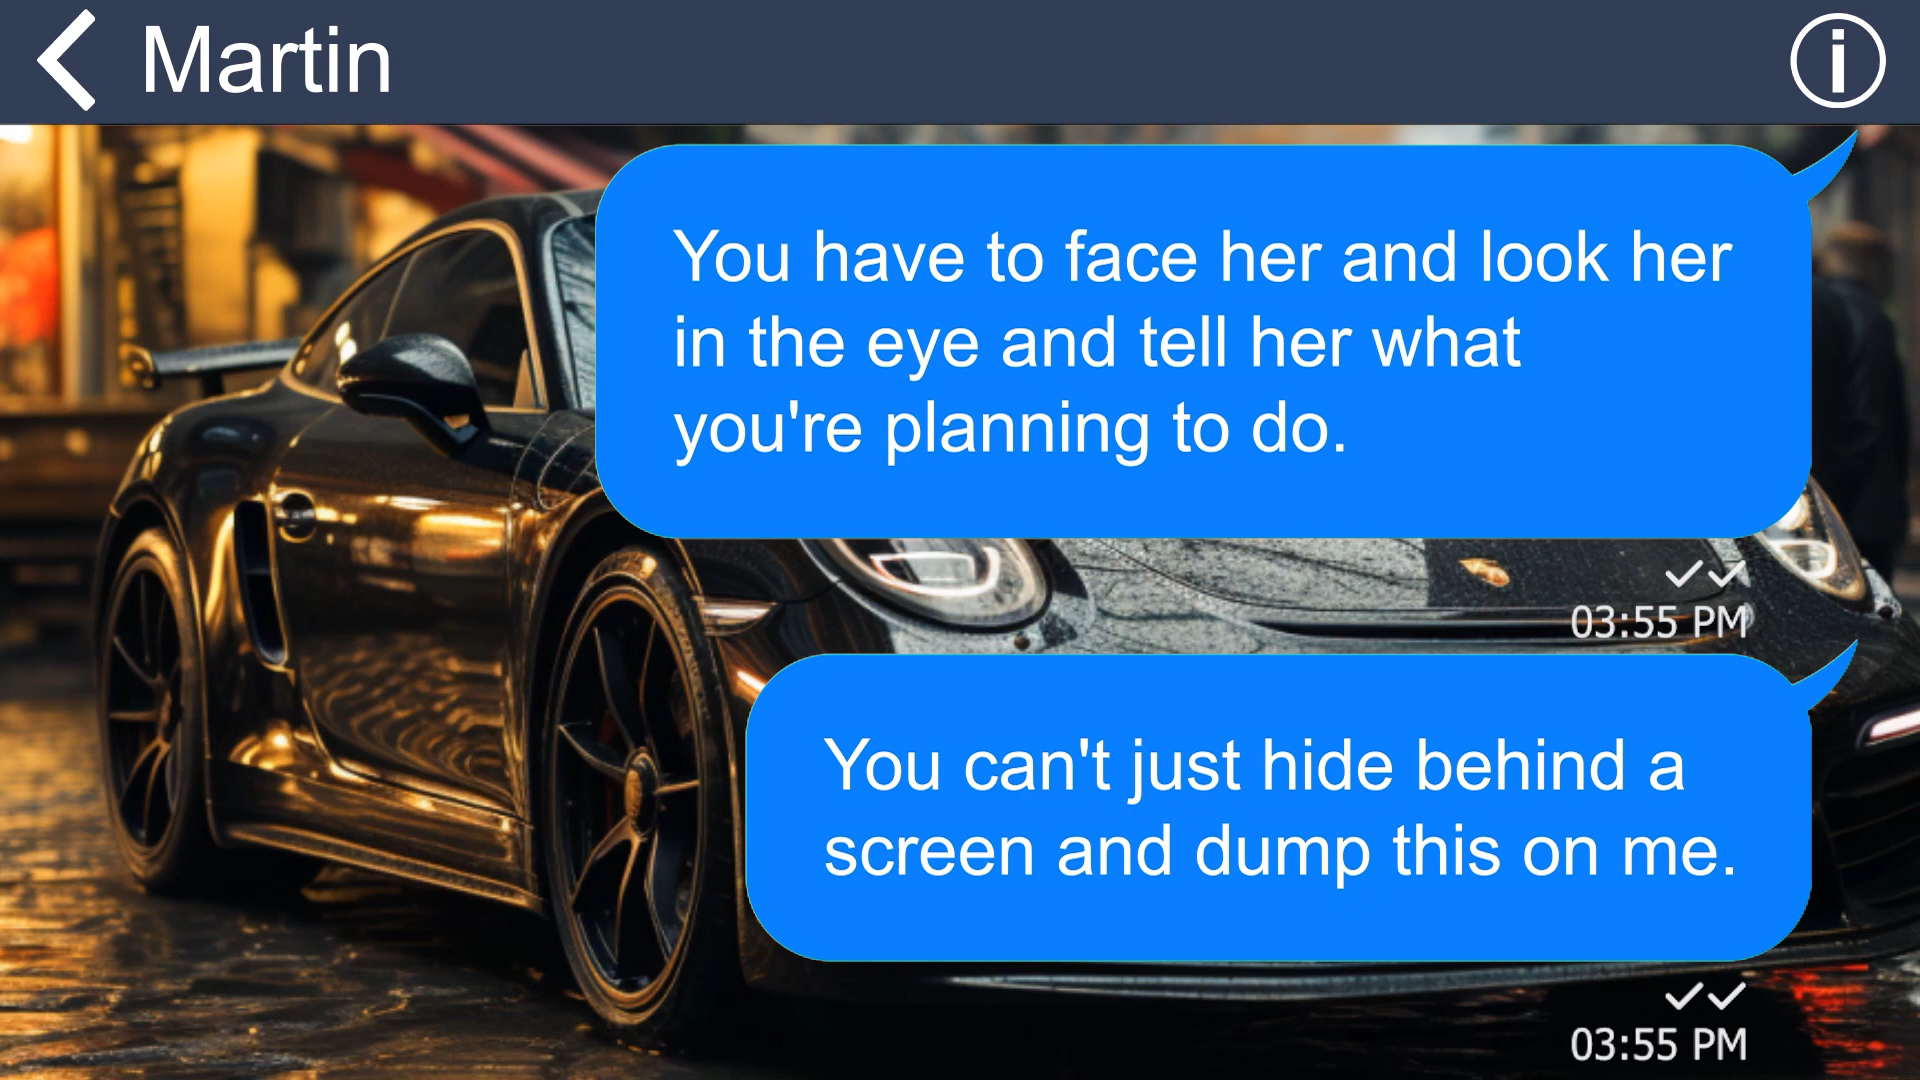 Martin
You have to face her and look her
in the eye and tell her what
you're planning to do.
03:55 PM
You can't just hide behind a
screen and dump this on me.
03:55 PM